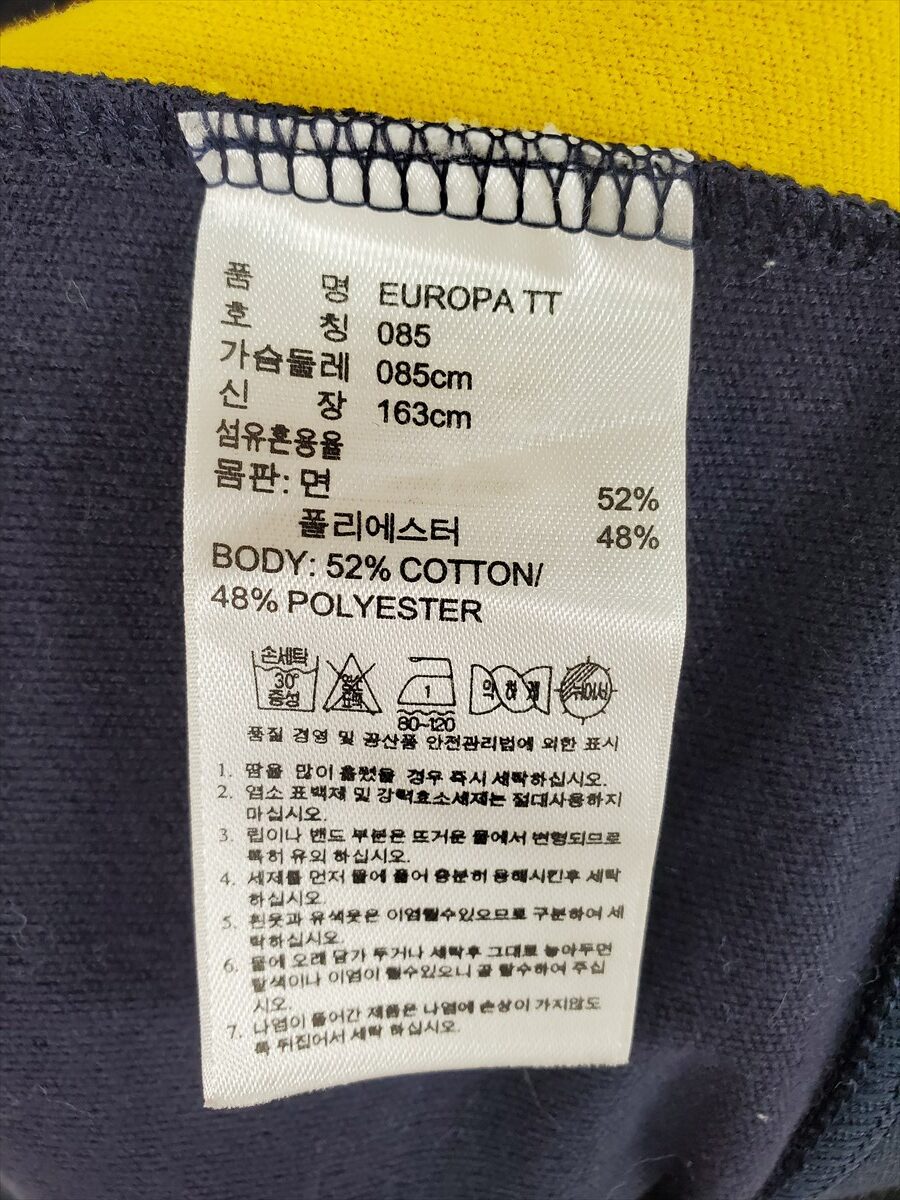 품 명 EUROPA TT
호 칭 085
가슴둘레 085cm
신 장 163cm
섬유혼용율
몸판: 면 52%
폴리에스터 48%
BODY: 52% COTTON/
48% POLYESTER
손세탁
30°
중성
1
80~120
약하게
뉘어서
품질 경영 및 공산품 안전관리법에 의한 표시
1. 땀을 많이 흘렸을 경우 즉시 세탁하십시오.
2. 염소 표백제 및 강력효소세제는 절대사용하지
마십시오.
3. 립이나 밴드 부분은 뜨거운 물에서 변형되므로
특히 유의 하십시오.
4. 세제를 먼저 물에 풀어 충분히 용해시킨후 세탁
하십시오.
5. 흰옷과 유색옷은 이염될수있으므로 구분하여 세
탁하십시오.
6. 물에 오래 담가 두거나 세탁후 그대로 놓아두면
탈색이나 이염이 될수있으니 꼭 탈수하여 주십
시오.
7. 나염이 들어간 제품은 나염에 손상이 가지않도
록 뒤집어서 세탁 하십시오.